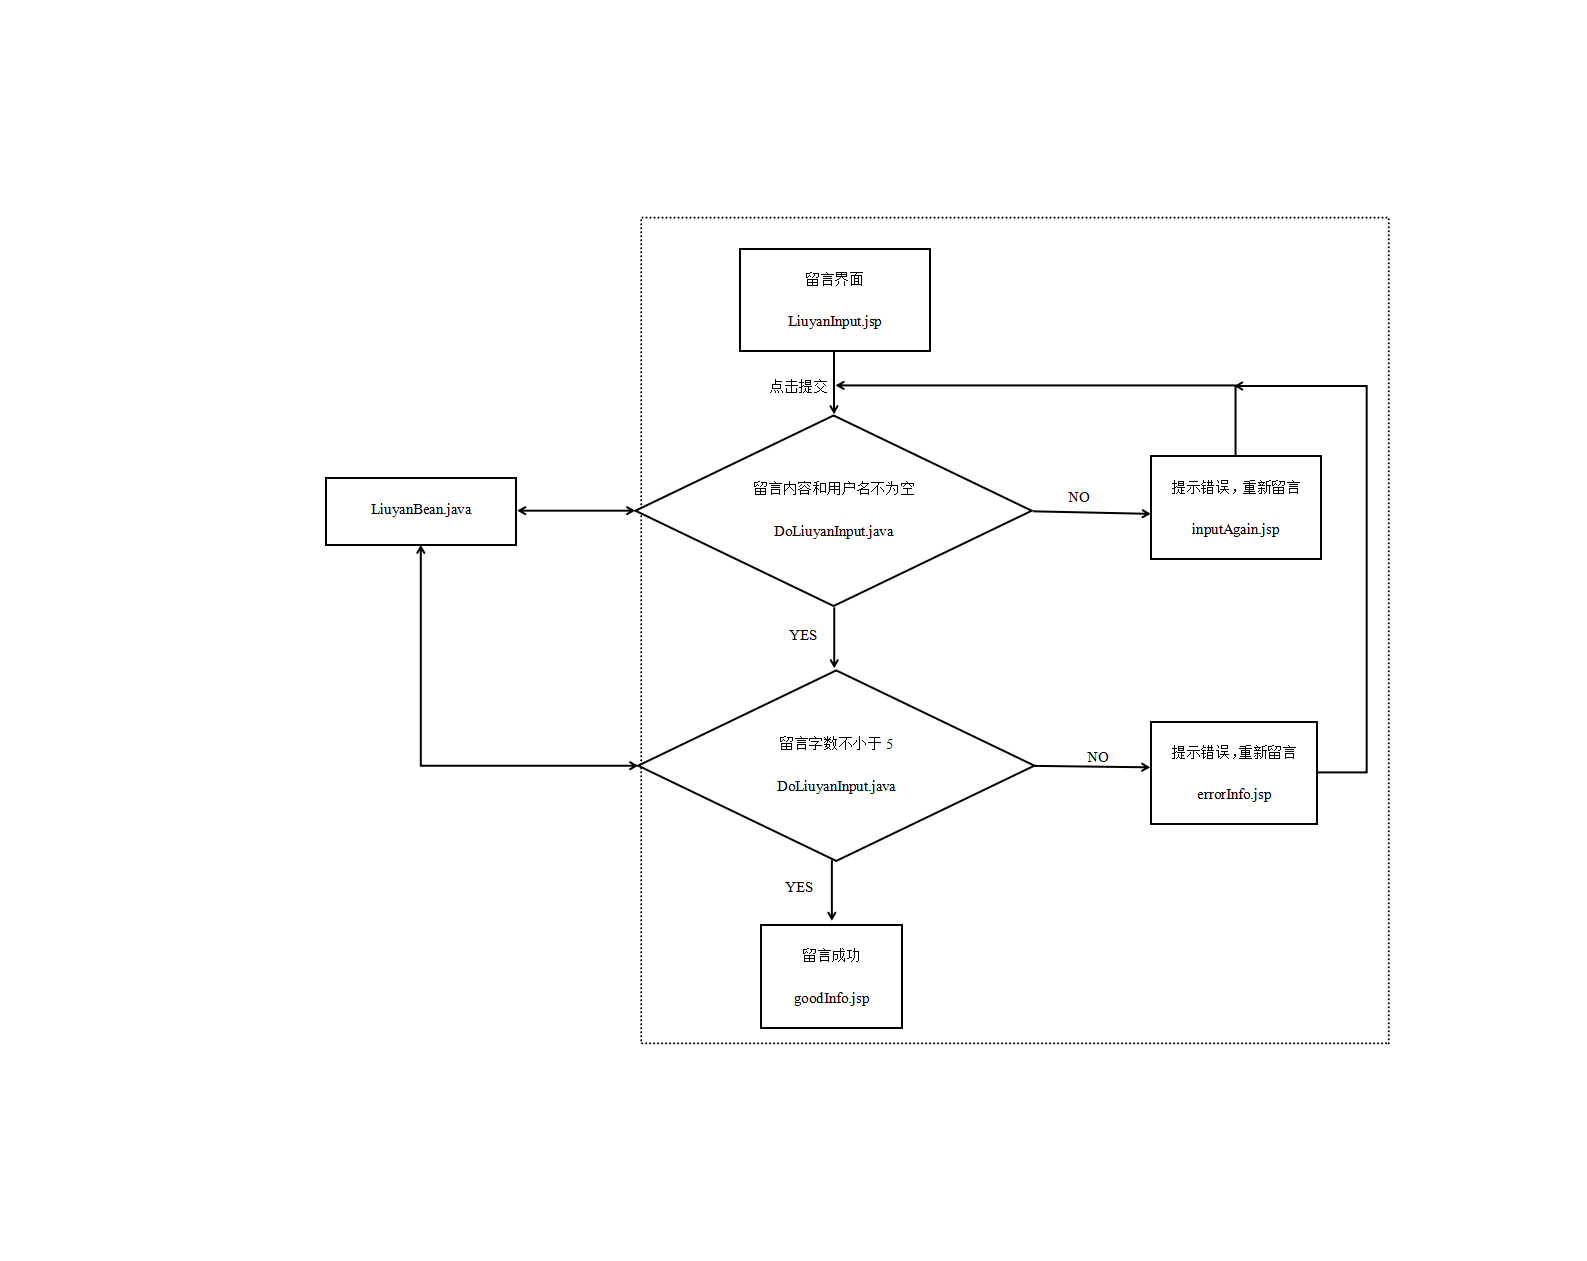 留言界面
LiuyanInput.jsp
点击提交
留言内容和用户名不为空
DoLiuyanInput.java
NO
提示错误，重新留言
inputAgain.jsp
LiuyanBean.java
YES
留言字数不小于 5
DoLiuyanInput.java
NO
提示错误，重新留言
errorInfo.jsp
YES
留言成功
goodInfo.jsp